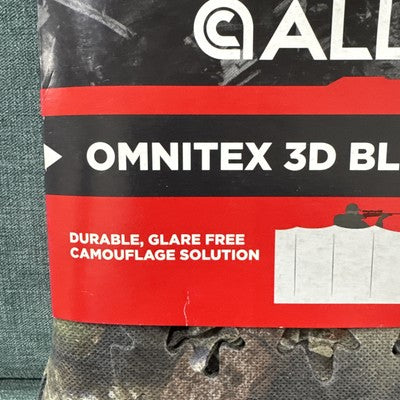 ALL
OMNITEX 3D BL
DURABLE, GLARE FREE
CAMOUFLAGE SOLUTION